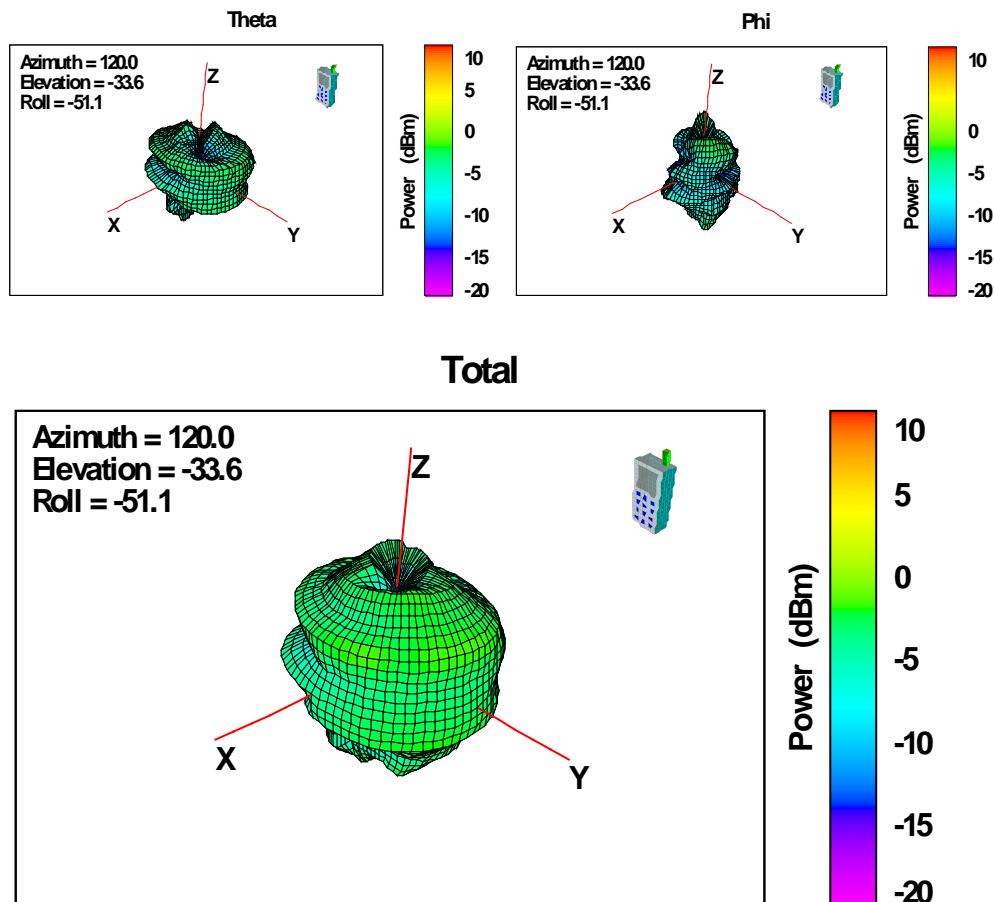 Theta
Azimuth = 120.0
Elevation = -33.6
Roll = -51.1
Z
X
Y
Power (dBm)
10
5
0
-5
-10
-15
-20
Phi
Azimuth = 120.0
Elevation = -33.6
Roll = -51.1
Z
X
Y
Power (dBm)
10
5
0
-5
-10
-15
-20
Total
Azimuth = 120.0
Elevation = -33.6
Roll = -51.1
Z
X
Y
Power (dBm)
10
5
0
-5
-10
-15
-20